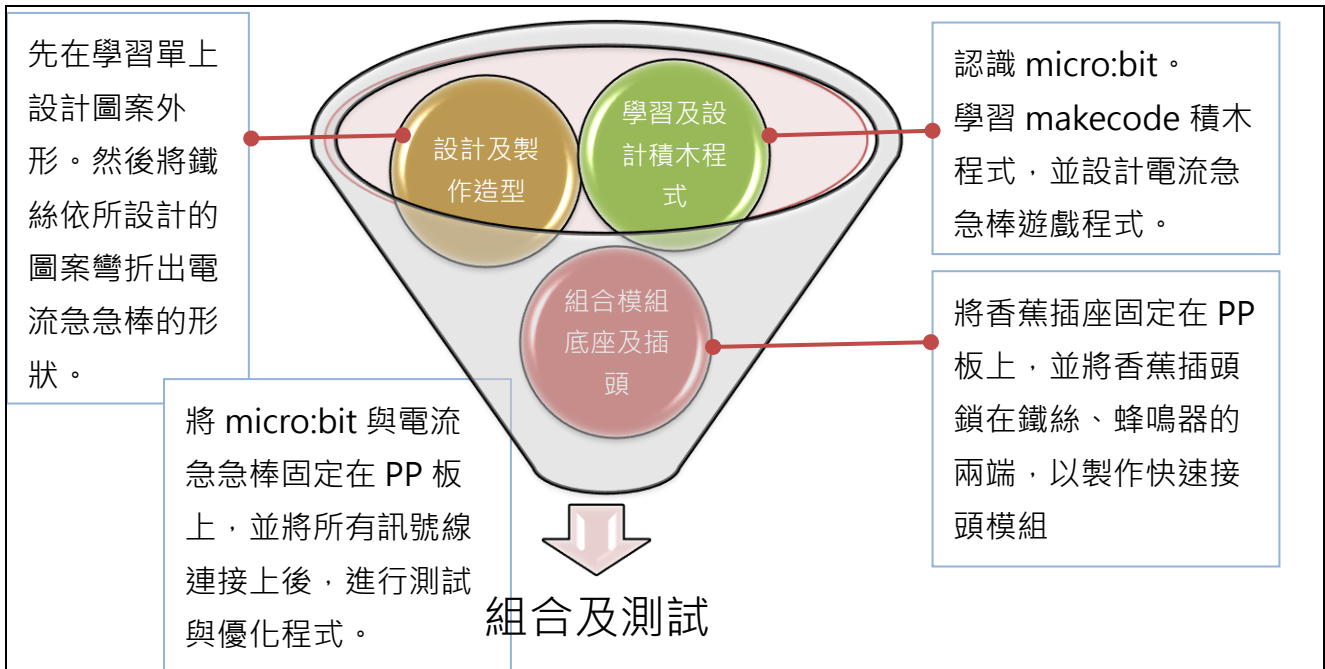 先在學習單上
設計圖案外
形。然後將鐵
絲依所設計的
圖案彎折出電
流急急棒的形
狀。
設計及製
作造型
學習及設
計積木程
式
認識 micro:bit。
學習 makecode 積木
程式，並設計電流急
急棒遊戲程式。
組合模組
底座及插
頭
將香蕉插座固定在 PP
板上，並將香蕉插頭
鎖在鐵絲、蜂鳴器的
兩端，以製作快速接
頭模組
將 micro:bit 與電流
急急棒固定在 PP 板
上，並將所有訊號線
連接上後，進行測試
與優化程式。
組合及測試